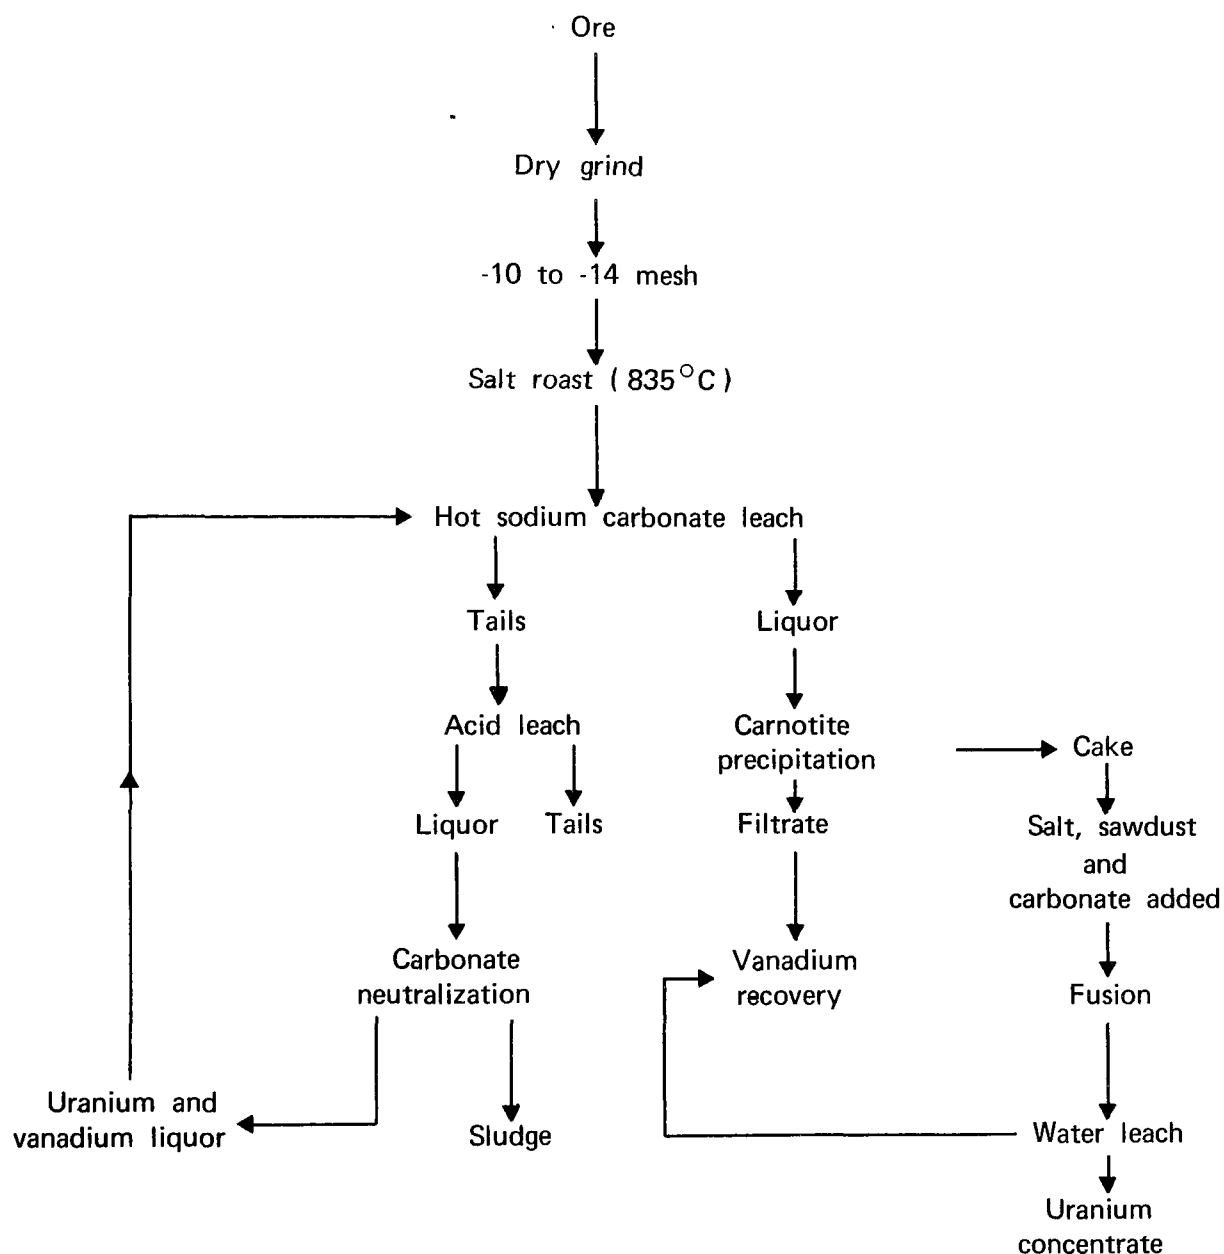 Ore
Dry grind
-10 to -14 mesh
Salt roast (835°C)
Hot sodium carbonate leach
Tails
Liquor
Acid leach
Carnotite
precipitation
Cake
Liquor
Tails
Filtrate
Salt, sawdust
and
carbonate added
Carbonate
neutralization
Vanadium
recovery
Fusion
Uranium and
vanadium liquor
Sludge
Water leach
Uranium
concentrate